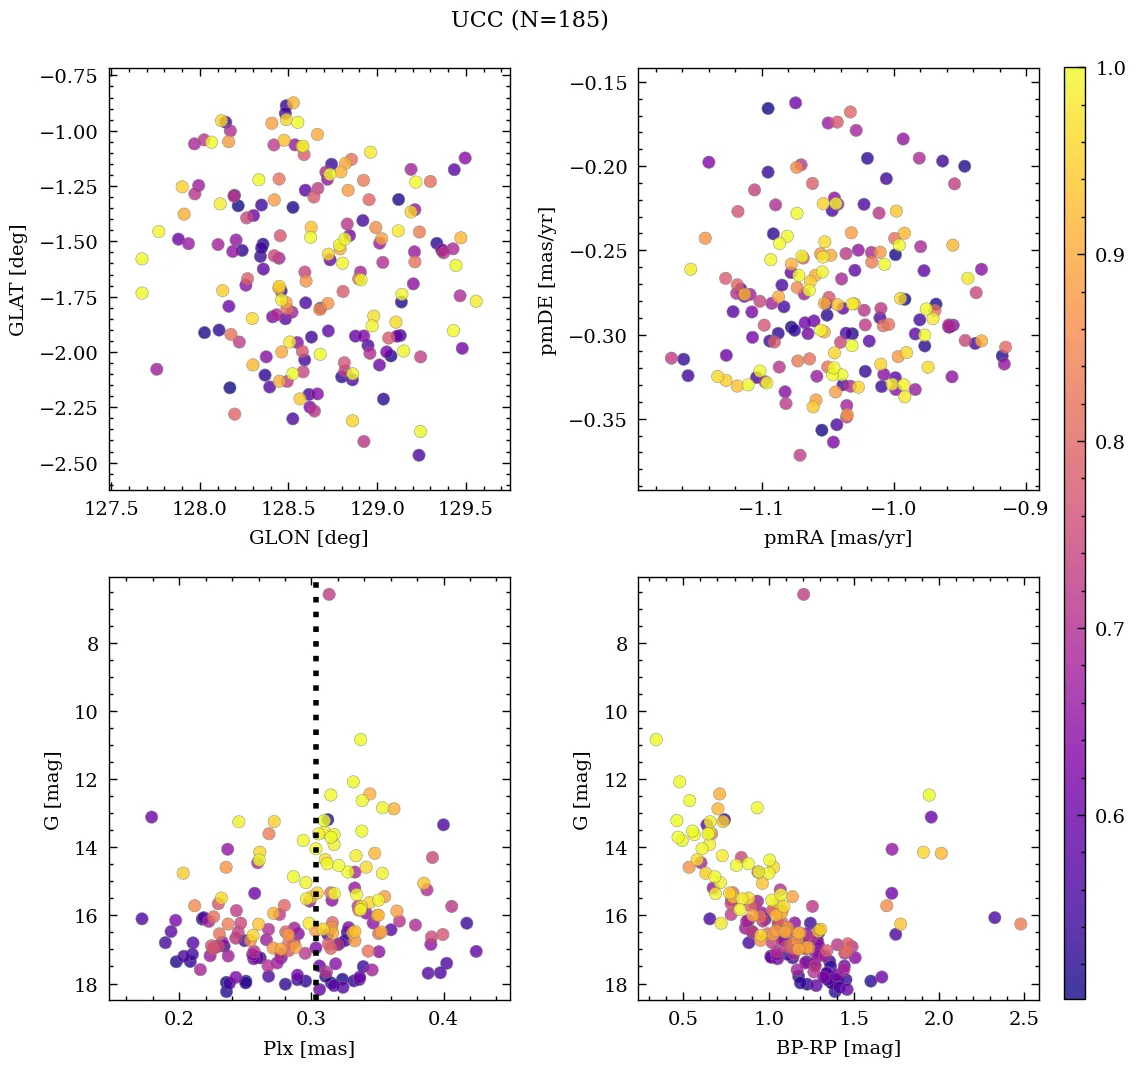 UCC (N=185)
−0.75
−1.00
−1.25
−1.50
−1.75
−2.00
−2.25
−2.50
GLAT [deg]
127.5 128.0 128.5 129.0 129.5
GLON [deg]
−0.15
−0.20
−0.25
−0.30
−0.35
pmDE [mas/yr]
−1.1 −1.0 −0.9
pmRA [mas/yr]
1.0
0.9
0.8
0.7
0.6
8
10
12
14
16
18
G [mag]
0.2 0.3 0.4
Plx [mas]
8
10
12
14
16
18
G [mag]
0.5 1.0 1.5 2.0 2.5
BP-RP [mag]